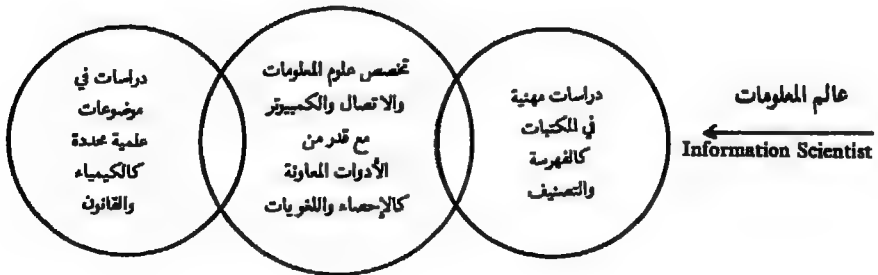 عالم المعلومات
Information Scientist
دراسات مهنية
في المكتبات
كالفهرسة
والتصنيف
تخصص علوم المعلومات
والاتصال والكمبيوتر
مع قدر من
الأدوات المعاونة
كالإحصاء واللغويات
دراسات في
موضوعات
علمية محددة
كالكيمياء
والقانون